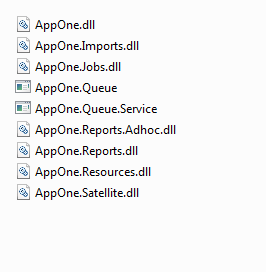 AppOne.dll
AppOne.Imports.dll
AppOne.Jobs.dll
AppOne.Queue
AppOne.Queue.Service
AppOne.Reports.Adhoc.dll
AppOne.Reports.dll
AppOne.Resources.dll
AppOne.Satellite.dll